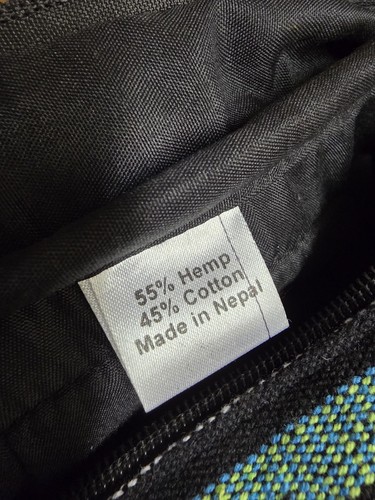 55% Hemp
45% Cotton
Made in Nepal